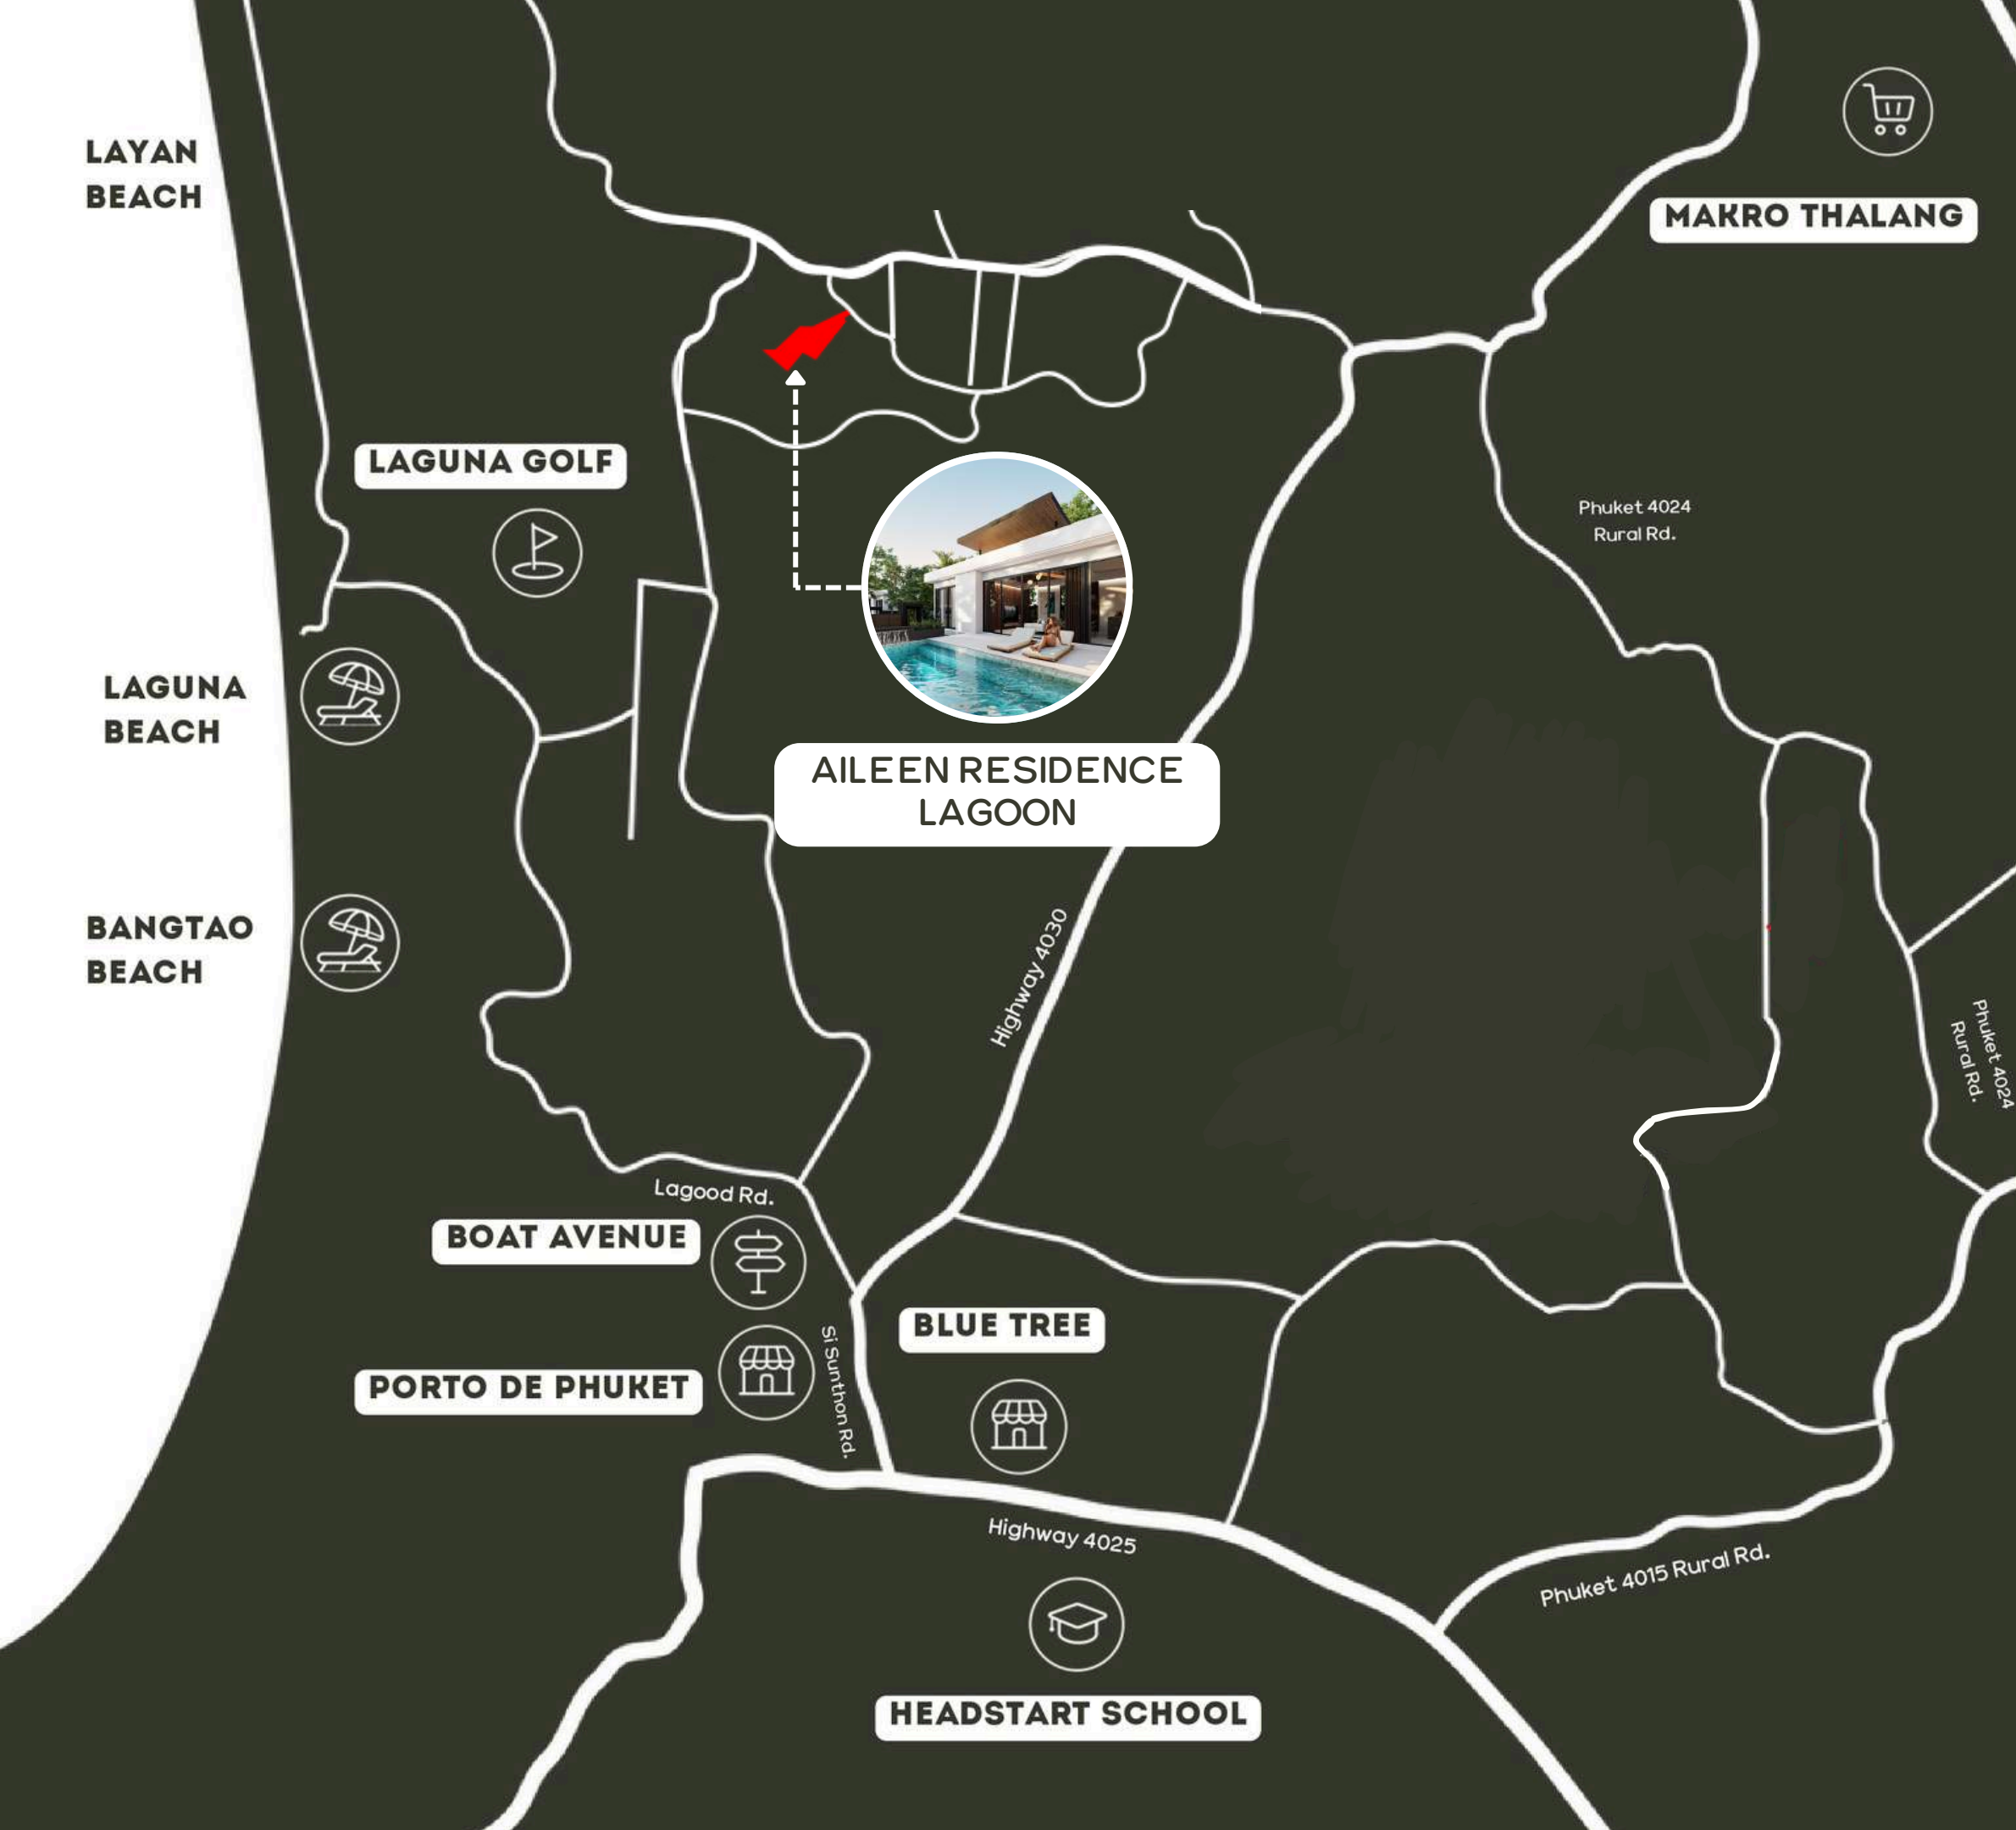 LAYAN
BEACH
MAKRO THALANG
LAGUNA GOLF
Phuket 4024
Rural Rd.
LAGUNA
BEACH
AILEEN RESIDENCE
LAGOON
BANGTAO
BEACH
Highway 4030
Phuket 4024
Rural Rd.
Lagood Rd.
BOAT AVENUE
BLUE TREE
Si Sunthon Rd.
PORTO DE PHUKET
Highway 4025
Phuket 4015 Rural Rd.
HEADSTART SCHOOL